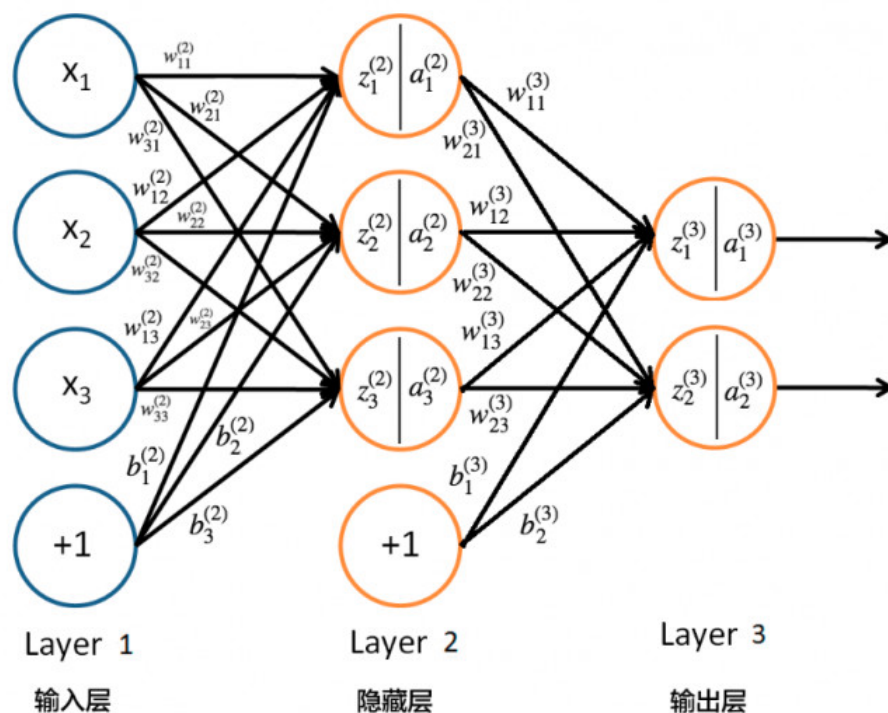 x₁
w₁₁⁽²⁾
w₂₁⁽²⁾
w₃₁⁽²⁾
z₁⁽²⁾ | a₁⁽²⁾
w₁₁⁽³⁾
w₂₁⁽³⁾
x₂
w₁₂⁽²⁾
w₂₂⁽²⁾
w₃₂⁽²⁾
z₂⁽²⁾ | a₂⁽²⁾
w₁₂⁽³⁾
w₂₂⁽³⁾
z₁⁽³⁾ | a₁⁽³⁾
x₃
w₁₃⁽²⁾
w₂₃⁽²⁾
w₃₃⁽²⁾
z₃⁽²⁾ | a₃⁽²⁾
w₁₃⁽³⁾
w₂₃⁽³⁾
z₂⁽³⁾ | a₂⁽³⁾
+1
b₁⁽²⁾
b₂⁽²⁾
b₃⁽²⁾
+1
b₁⁽³⁾
b₂⁽³⁾
Layer 1
Layer 2
Layer 3
输入层
隐藏层
输出层